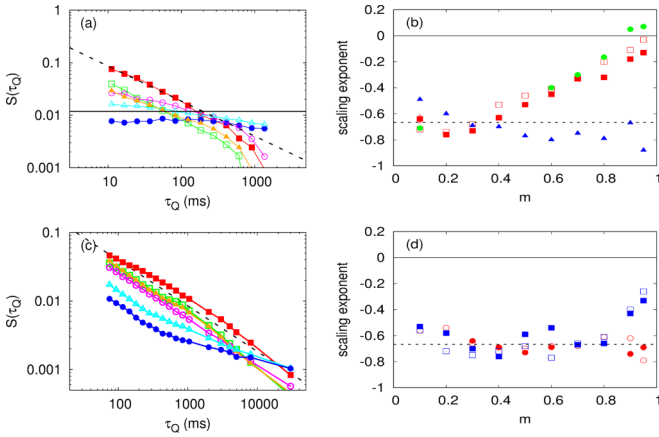 (a)
S(τQ)
0.1
0.01
0.001
10 100 1000
τQ (ms)
(b)
scaling exponent
0.2
0
-0.2
-0.4
-0.6
-0.8
-1
0 0.2 0.4 0.6 0.8 1
m
(c)
S(τQ)
0.1
0.01
0.001
100 1000 10000
τQ (ms)
(d)
scaling exponent
0.2
0
-0.2
-0.4
-0.6
-0.8
-1
0 0.2 0.4 0.6 0.8 1
m